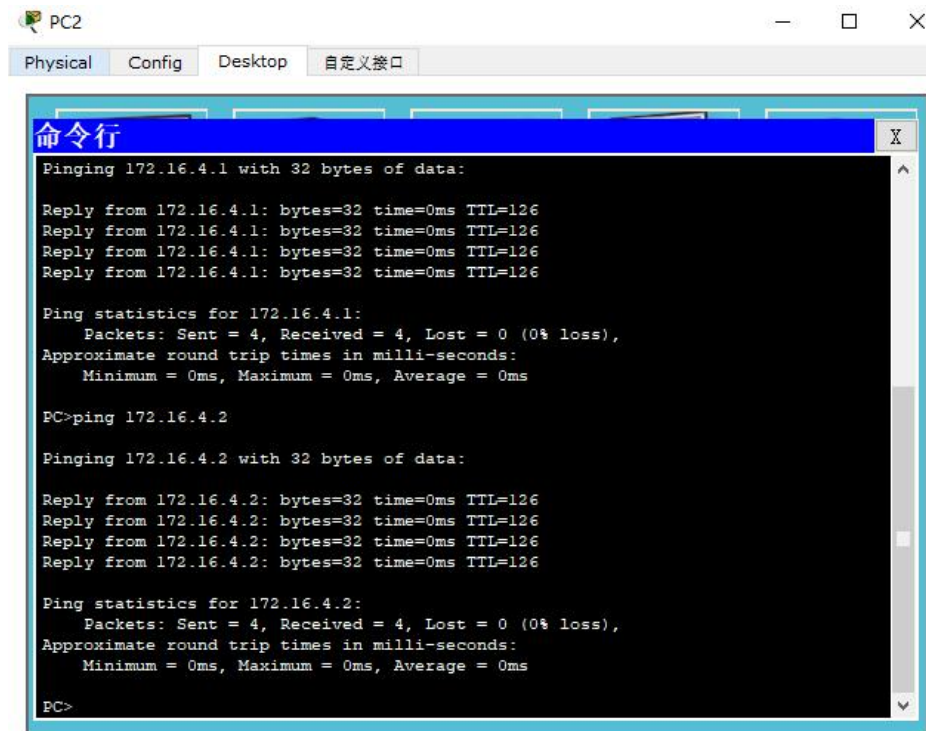 PC2
Physical Config Desktop 自定义接口
命令行 X
Pinging 172.16.4.1 with 32 bytes of data:
Reply from 172.16.4.1: bytes=32 time=0ms TTL=126
Reply from 172.16.4.1: bytes=32 time=0ms TTL=126
Reply from 172.16.4.1: bytes=32 time=0ms TTL=126
Reply from 172.16.4.1: bytes=32 time=0ms TTL=126
Ping statistics for 172.16.4.1:
Packets: Sent = 4, Received = 4, Lost = 0 (0% loss),
Approximate round trip times in milli-seconds:
Minimum = 0ms, Maximum = 0ms, Average = 0ms
PC>ping 172.16.4.2
Pinging 172.16.4.2 with 32 bytes of data:
Reply from 172.16.4.2: bytes=32 time=0ms TTL=126
Reply from 172.16.4.2: bytes=32 time=0ms TTL=126
Reply from 172.16.4.2: bytes=32 time=0ms TTL=126
Reply from 172.16.4.2: bytes=32 time=0ms TTL=126
Ping statistics for 172.16.4.2:
Packets: Sent = 4, Received = 4, Lost = 0 (0% loss),
Approximate round trip times in milli-seconds:
Minimum = 0ms, Maximum = 0ms, Average = 0ms
PC>